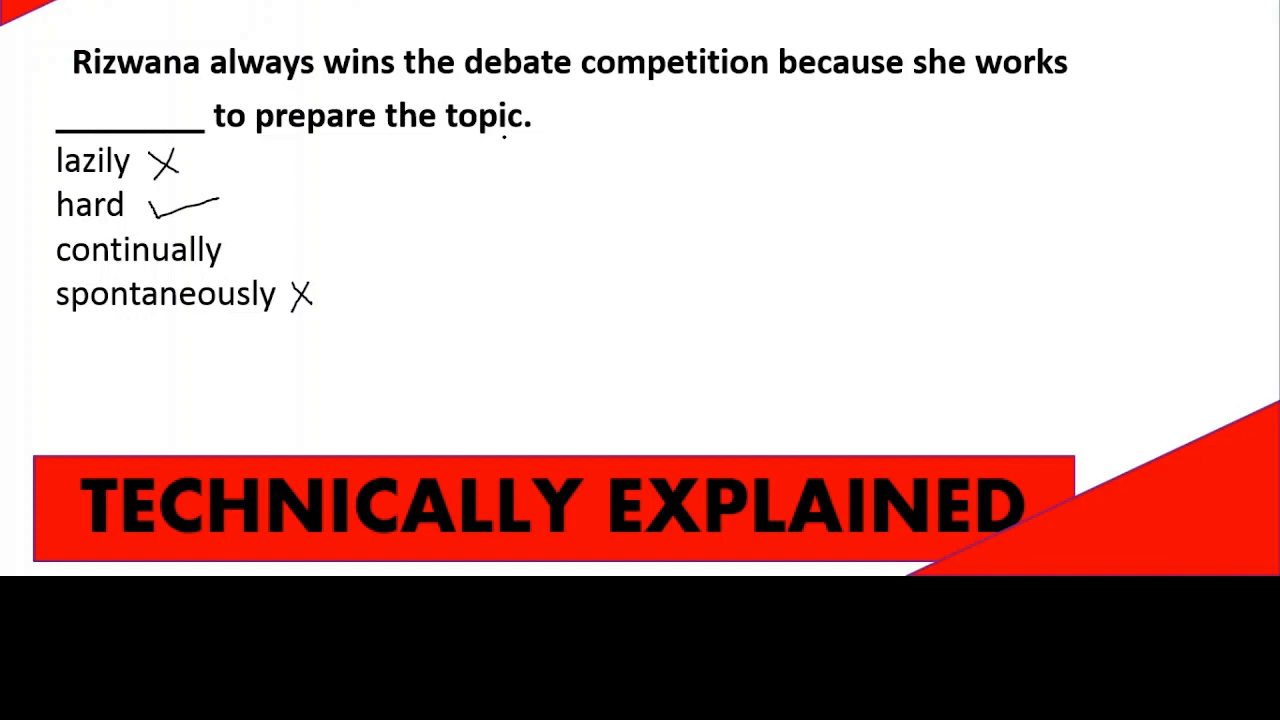 Rizwana always wins the debate competition because she works
________ to prepare the topic.
lazily
hard
continually
spontaneously
TECHNICALLY EXPLAINED